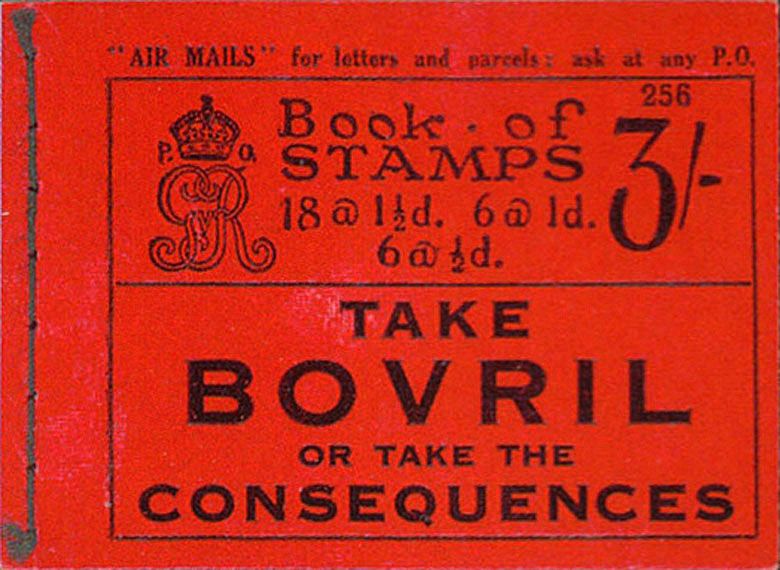 "AIR MAILS" for letters and parcels: ask at any P.O.
256
P. O.
GR
Book · of
STAMPS
3/-
18 @ 1½d. 6 @ 1d.
6 @ ½d.
TAKE
BOVRIL
OR TAKE THE
CONSEQUENCES